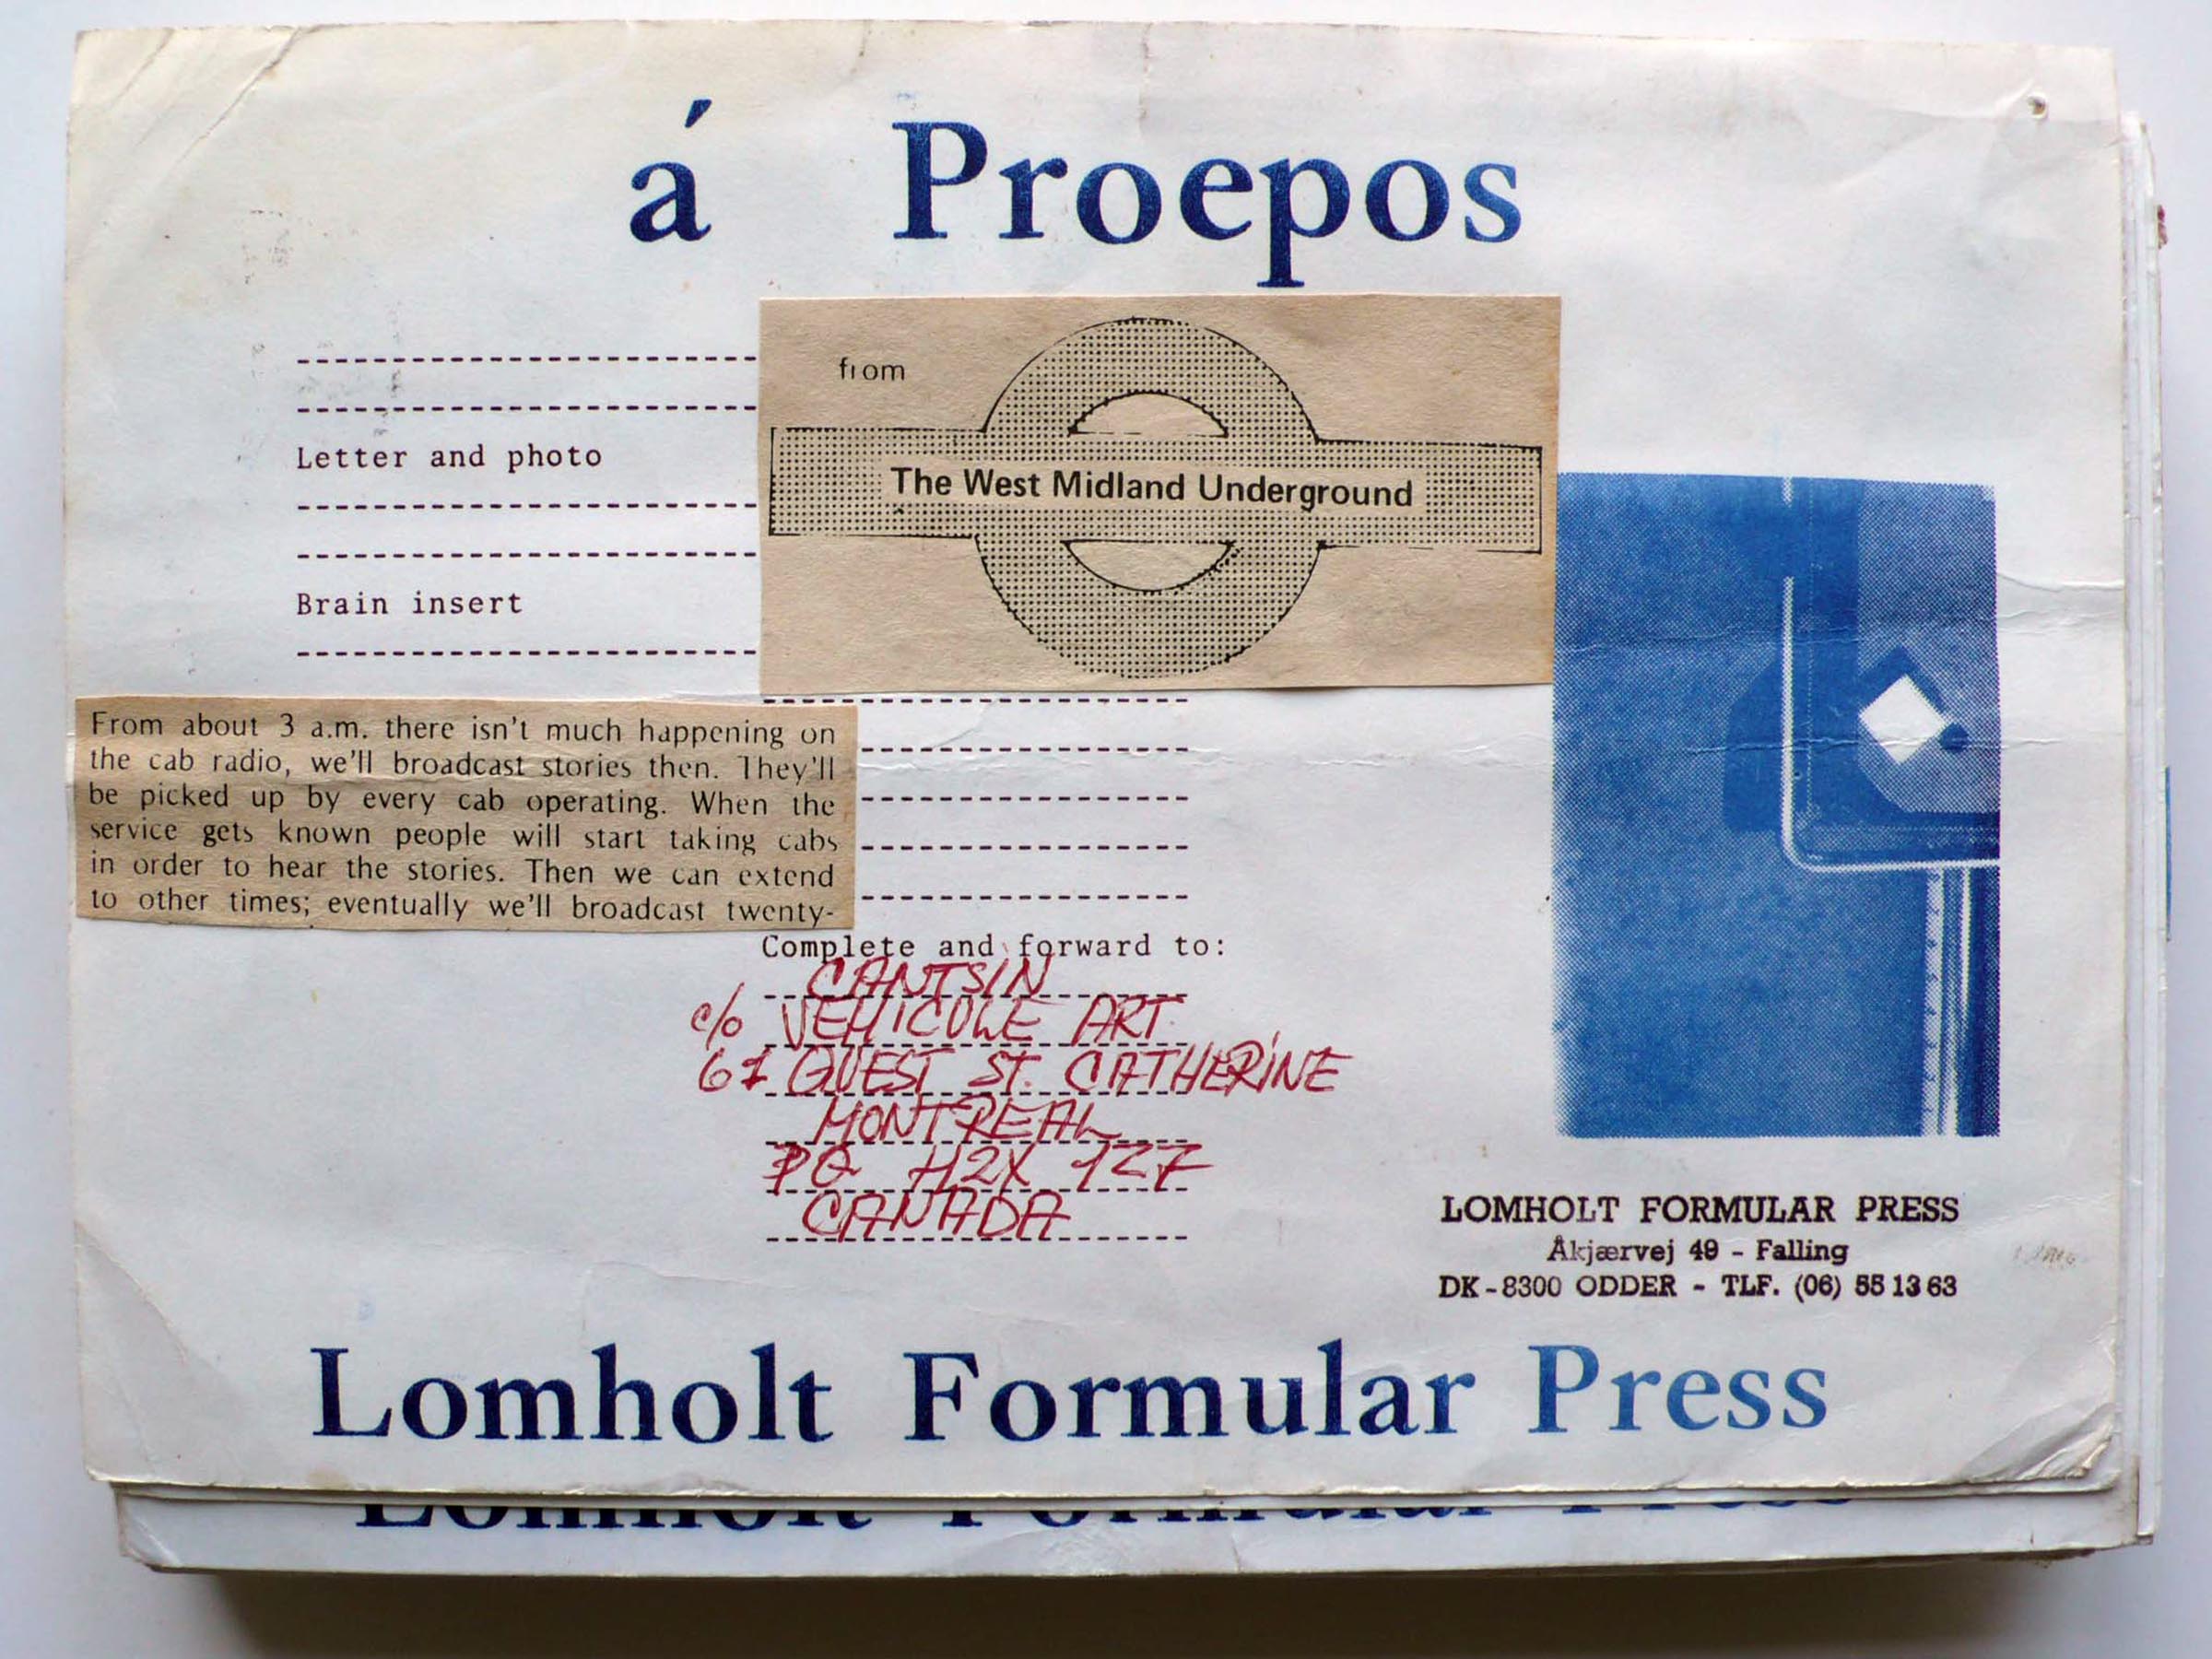 á Proepos
from
The West Midland Underground
Letter and photo
Brain insert
From about 3 a.m. there isn't much happening on
the cab radio, we'll broadcast stories then. They'll
be picked up by every cab operating. When the
service gets known people will start taking cabs
in order to hear the stories. Then we can extend
to other times; eventually we'll broadcast twenty-
Complete and forward to:
CANTSIN
c/o VEHICULE ART
61 OUEST ST. CATHERINE
MONTREAL
PQ H2X 1Z7
CANADA
LOMHOLT FORMULAR PRESS
Åkjærvej 49 - Falling
DK-8300 ODDER - TLF. (06) 55 13 63
Lomholt Formular Press
Lomholt Formular Press